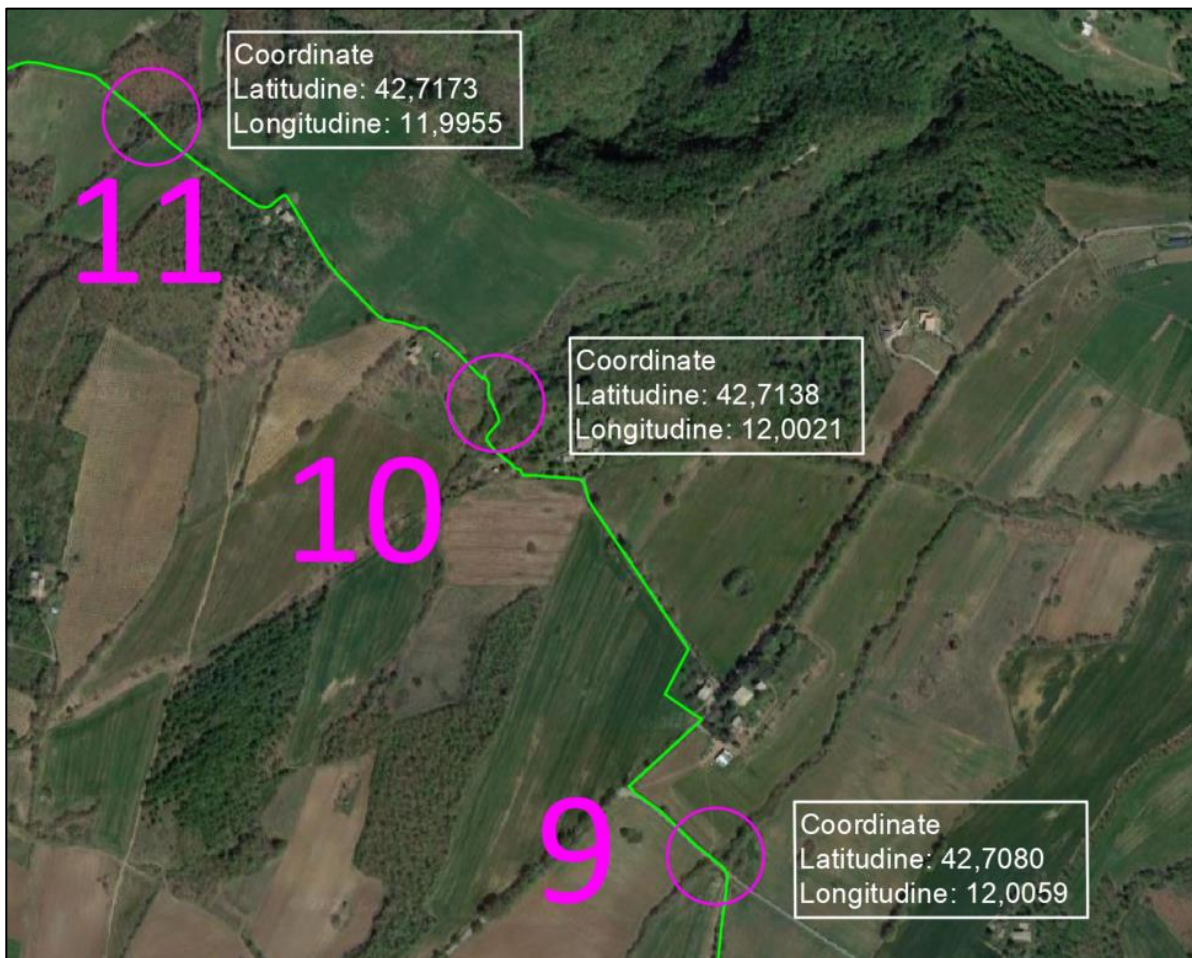 Coordinate
Latitudine: 42,7173
Longitudine: 11,9955
11
Coordinate
Latitudine: 42,7138
Longitudine: 12,0021
10
9
Coordinate
Latitudine: 42,7080
Longitudine: 12,0059